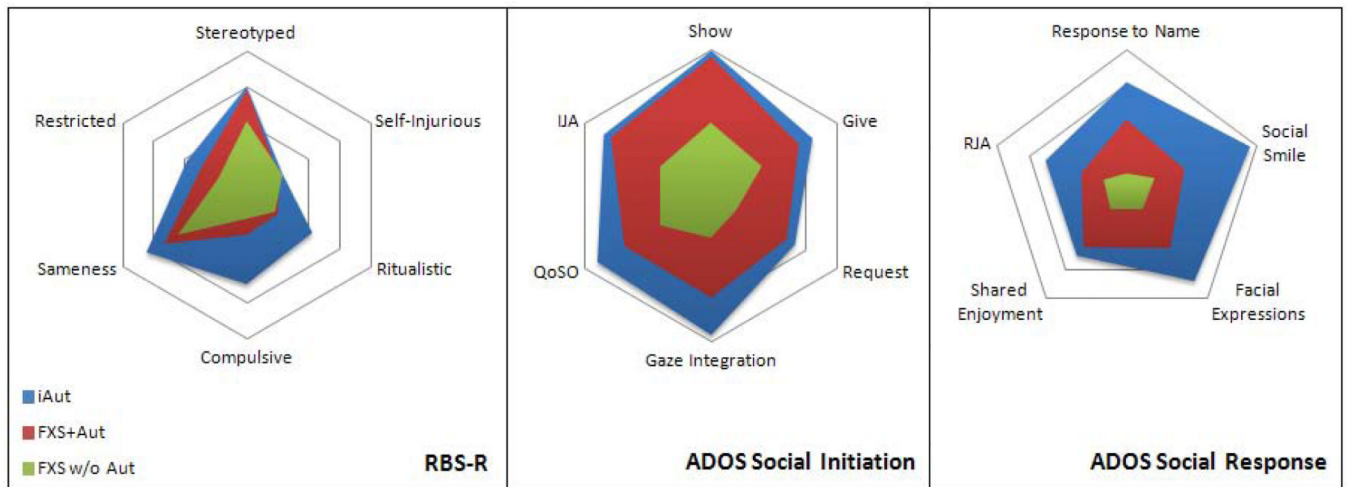 Stereotyped
Restricted
Self-Injurious
Sameness
Ritualistic
Compulsive
iAut
FXS+Aut
FXS w/o Aut
RBS-R
Show
IJA
Give
QoSO
Request
Gaze Integration
ADOS Social Initiation
Response to Name
RJA
Social
Smile
Shared
Enjoyment
Facial
Expressions
ADOS Social Response